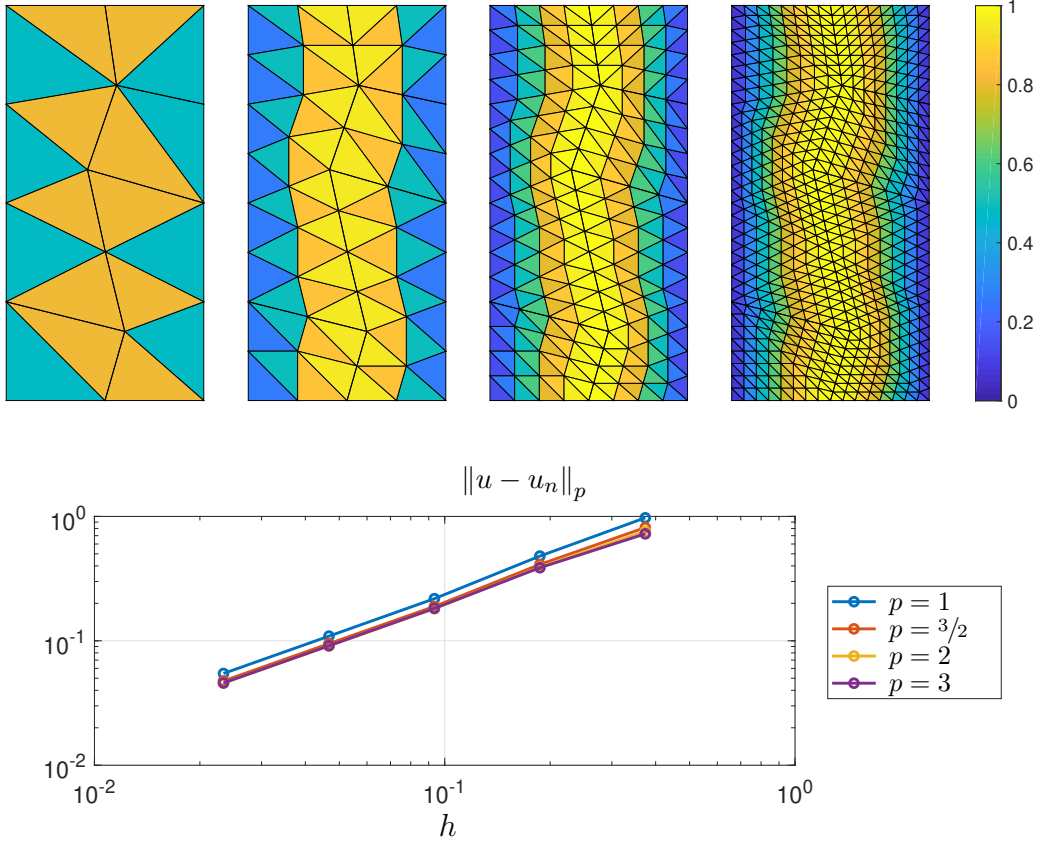 1
0.8
0.6
0.4
0.2
0
‖u − uₙ‖ₚ
10⁰
10⁻¹
10⁻²
10⁻² 10⁻¹ 10⁰
h
p = 1
p = 3/2
p = 2
p = 3